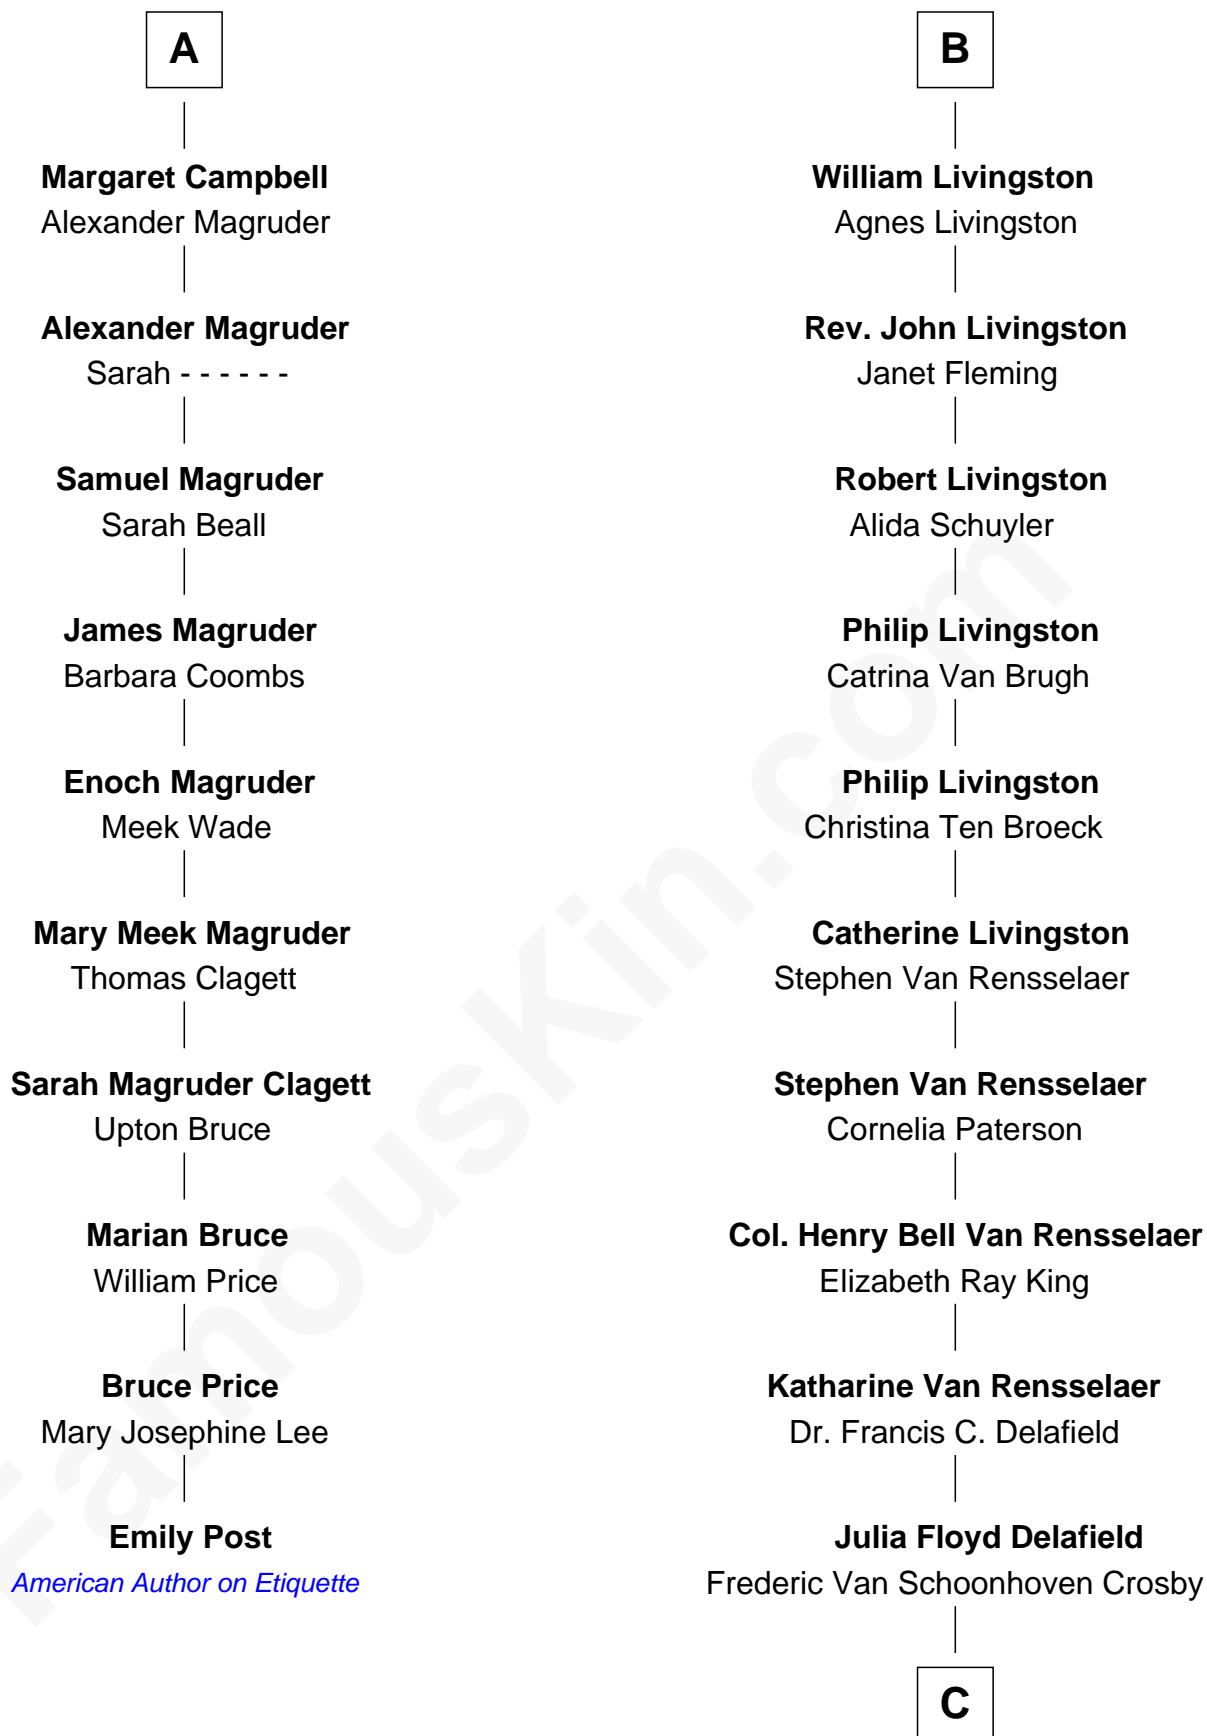 A
Margaret Campbell
Alexander Magruder
Alexander Magruder
Sarah - - - - - -
Samuel Magruder
Sarah Beall
James Magruder
Barbara Coombs
Enoch Magruder
Meek Wade
Mary Meek Magruder
Thomas Clagett
Sarah Magruder Clagett
Upton Bruce
Marian Bruce
William Price
Bruce Price
Mary Josephine Lee
Emily Post
American Author on Etiquette
B
William Livingston
Agnes Livingston
Rev. John Livingston
Janet Fleming
Robert Livingston
Alida Schuyler
Philip Livingston
Catrina Van Brugh
Philip Livingston
Christina Ten Broeck
Catherine Livingston
Stephen Van Rensselaer
Stephen Van Rensselaer
Cornelia Paterson
Col. Henry Bell Van Rensselaer
Elizabeth Ray King
Katharine Van Rensselaer
Dr. Francis C. Delafield
Julia Floyd Delafield
Frederic Van Schoonhoven Crosby
C
FamousKin.com